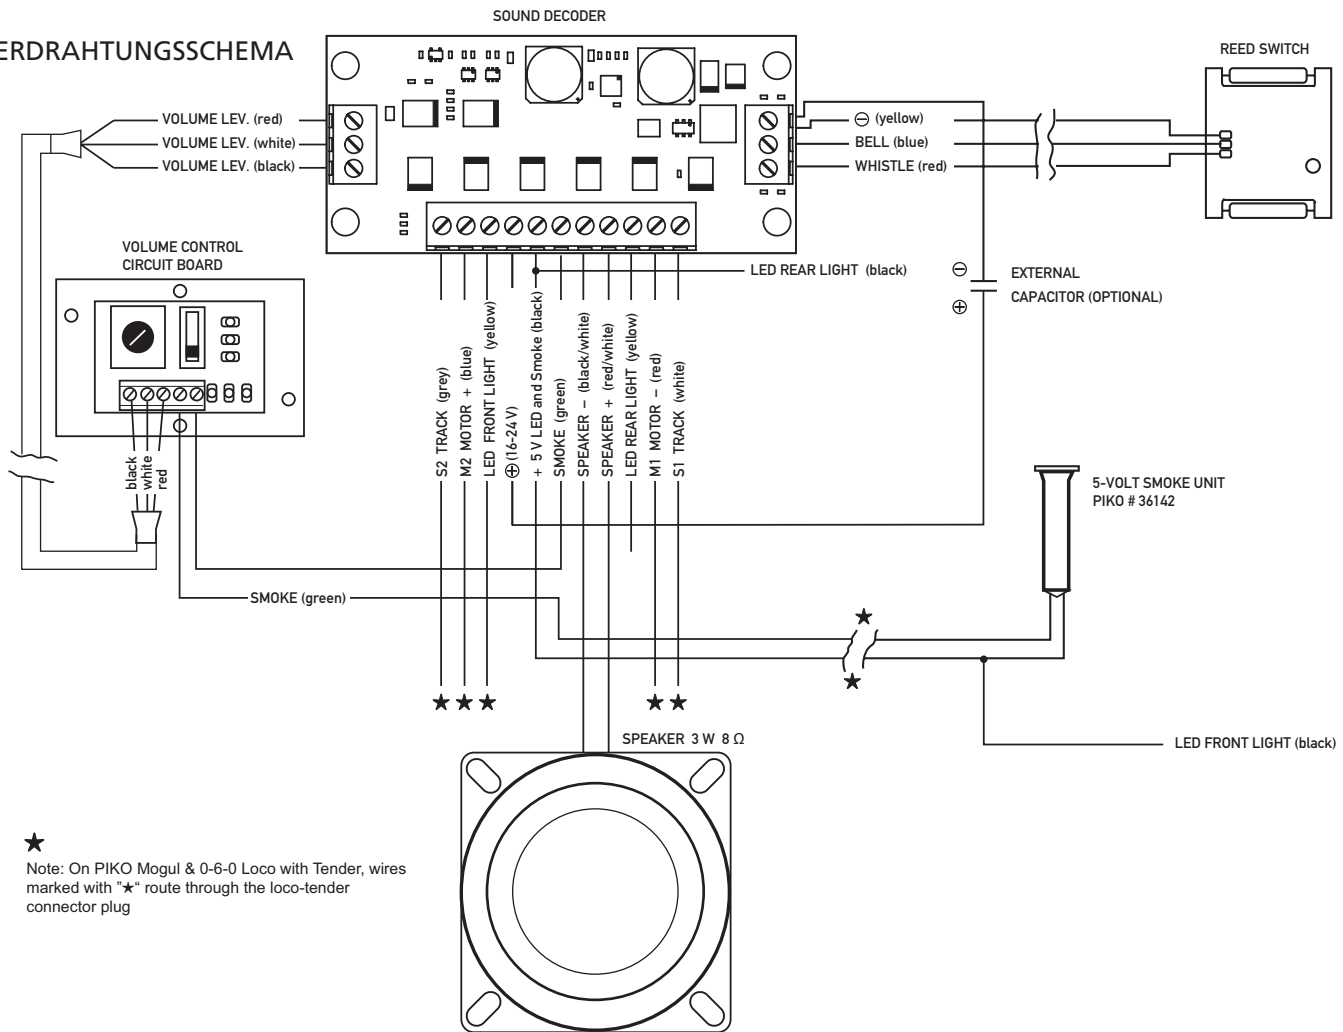 SOUND DECODER
ERDRAHTUNGSSCHEMA
REED SWITCH
VOLUME LEV. (red)
VOLUME LEV. (white)
VOLUME LEV. (black)
⊖ (yellow)
BELL (blue)
WHISTLE (red)
VOLUME CONTROL
CIRCUIT BOARD
LED REAR LIGHT (black)
⊖
EXTERNAL
CAPACITOR (OPTIONAL)
⊕
S2 TRACK (grey)
M2 MOTOR + (blue)
LED FRONT LIGHT (yellow)
⊕ (16-24 V)
+ 5 V LED and Smoke (black)
SMOKE (green)
SPEAKER – (black/white)
SPEAKER + (red/white)
LED REAR LIGHT (yellow)
M1 MOTOR – (red)
S1 TRACK (white)
black
white
red
5-VOLT SMOKE UNIT
PIKO # 36142
SMOKE (green)
SPEAKER 3 W 8 Ω
LED FRONT LIGHT (black)
★
Note: On PIKO Mogul & 0-6-0 Loco with Tender, wires
marked with "★“ route through the loco-tender
connector plug